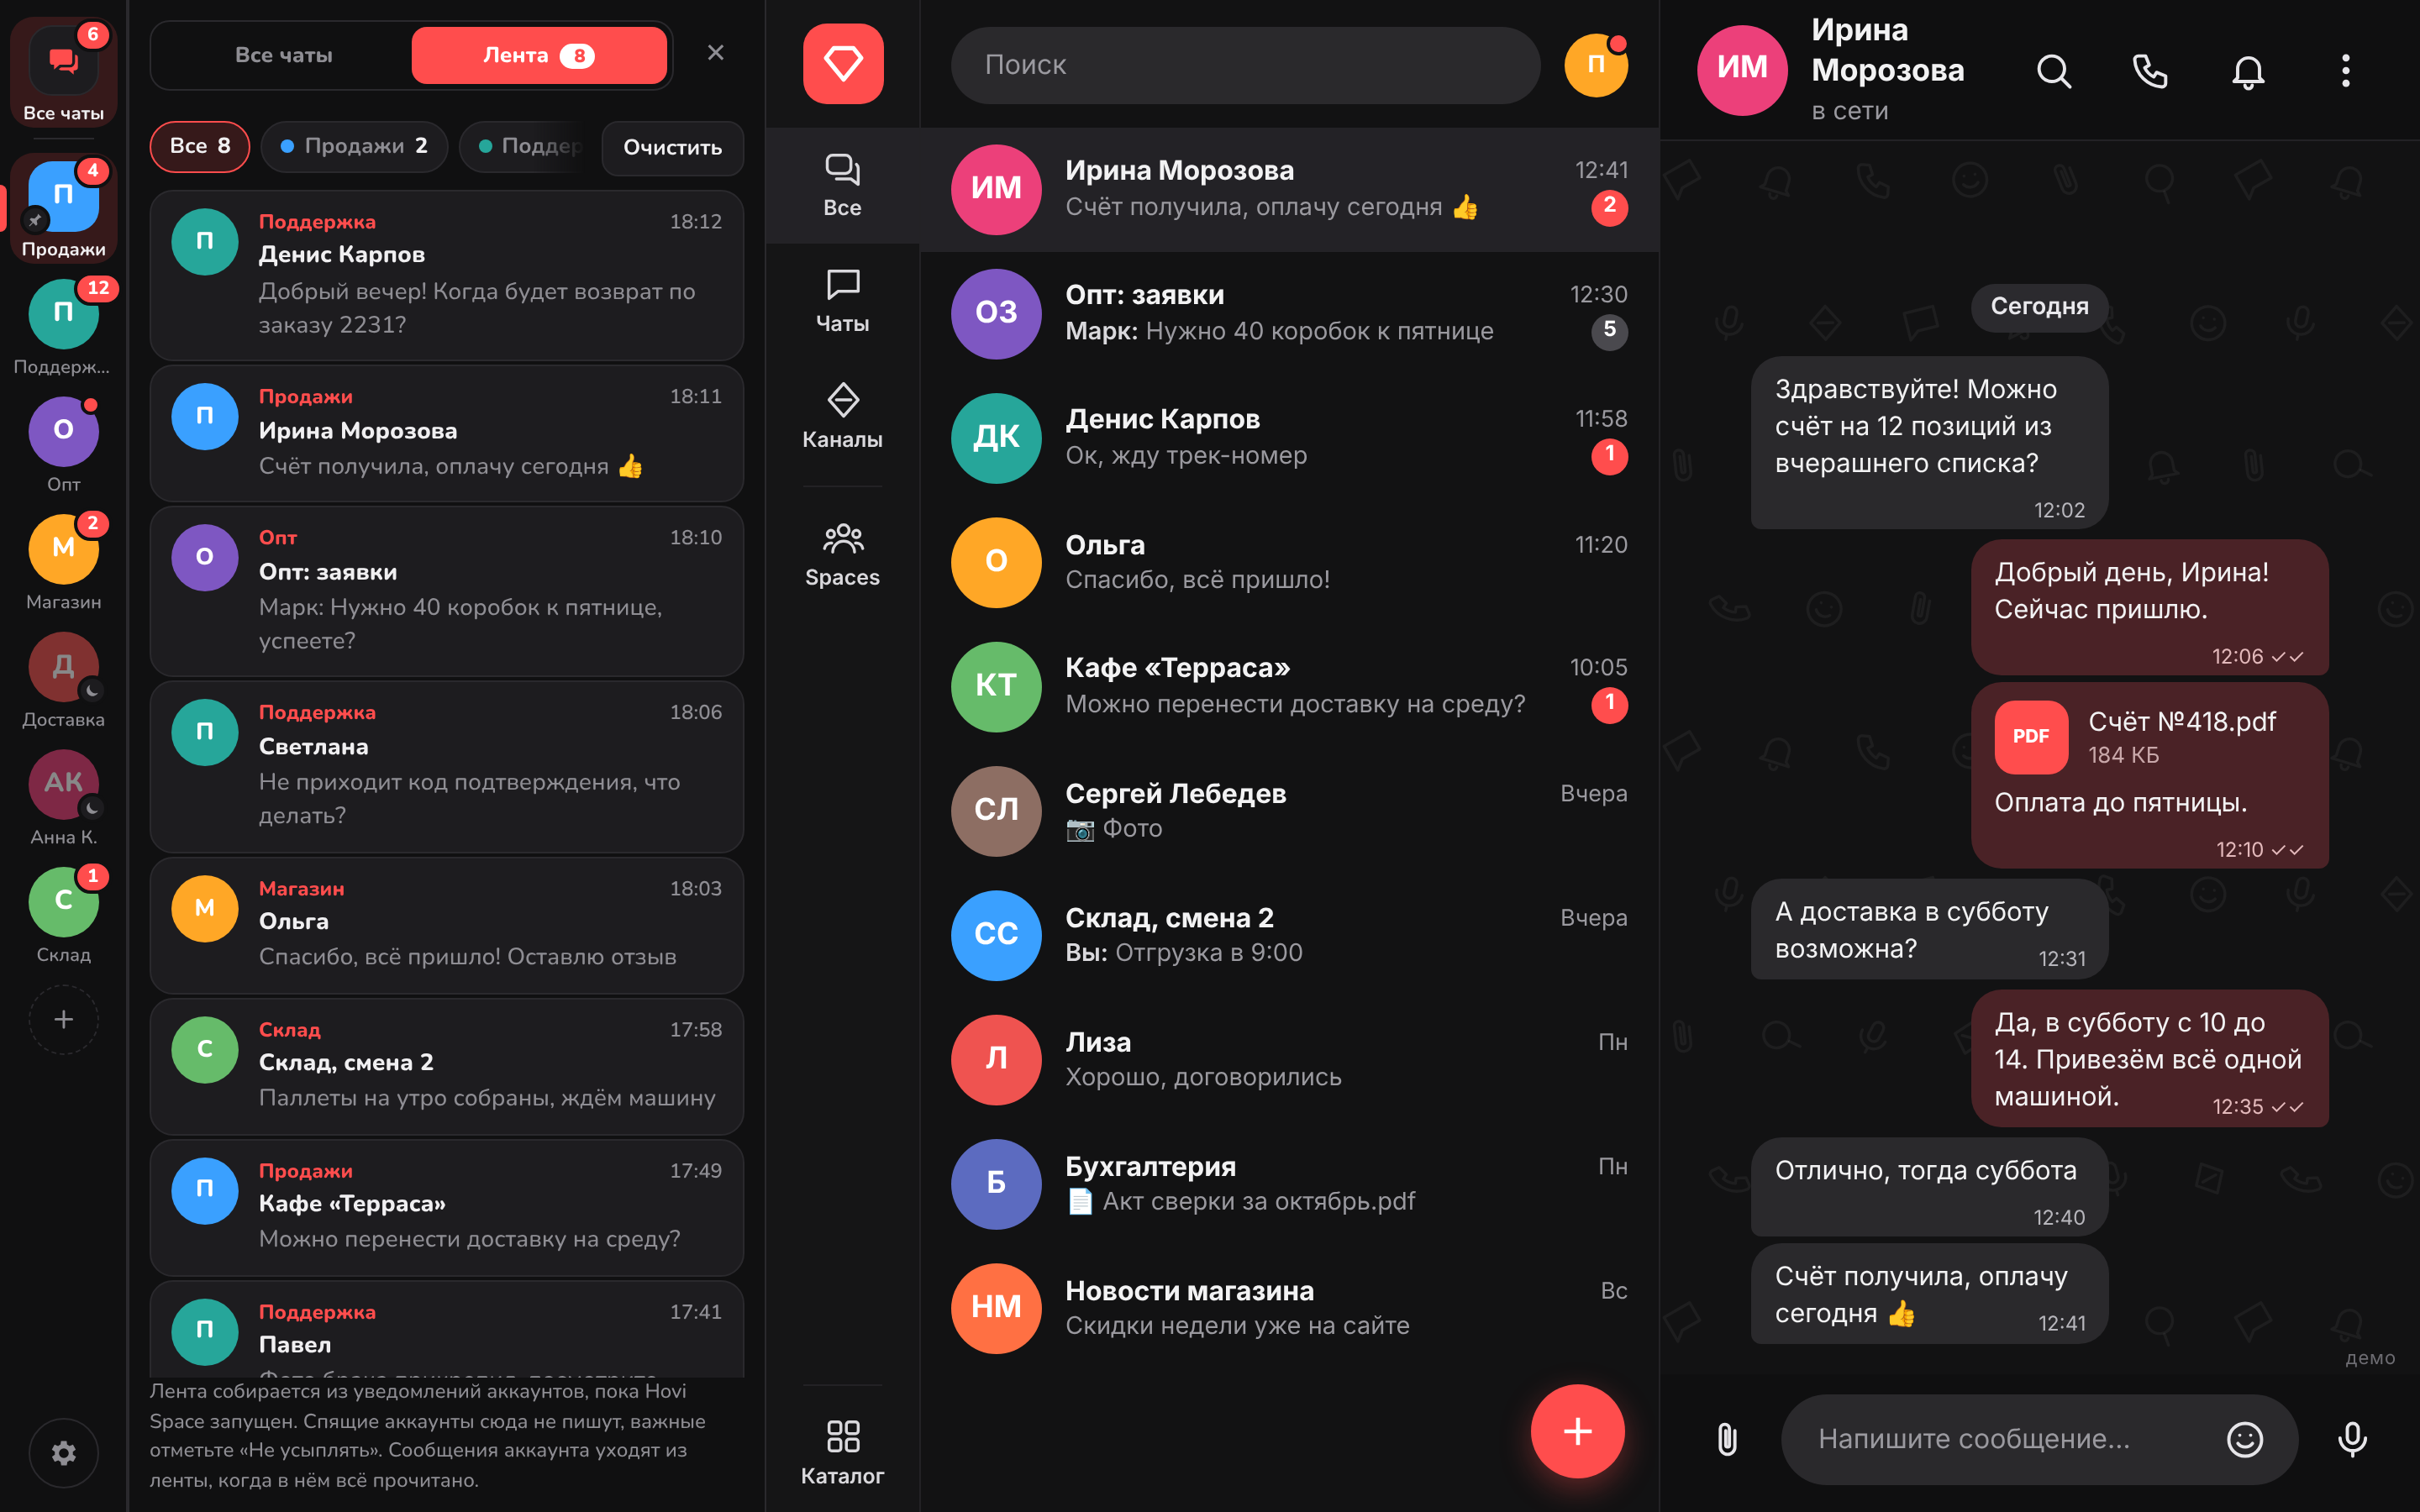 6
Все чаты
4
П
Продажи
12
П
Поддерж...
О
Опт
2
М
Магазин
Д
Доставка
АК
Анна К.
1
С
Склад
+
Все чаты
Лента 8
×
Все 8
Продажи 2
Поддер
Очистить
П
Поддержка
18:12
Денис Карпов
Добрый вечер! Когда будет возврат по
заказу 2231?
П
Продажи
18:11
Ирина Морозова
Счёт получила, оплачу сегодня 👍
О
Опт
18:10
Опт: заявки
Марк: Нужно 40 коробок к пятнице,
успеете?
П
Поддержка
18:06
Светлана
Не приходит код подтверждения, что
делать?
М
Магазин
18:03
Ольга
Спасибо, всё пришло! Оставлю отзыв
С
Склад
17:58
Склад, смена 2
Паллеты на утро собраны, ждём машину
П
Продажи
17:49
Кафе «Терраса»
Можно перенести доставку на среду?
П
Поддержка
17:41
Павел
Лента собирается из уведомлений аккаунтов, пока Hovi
Space запущен. Спящие аккаунты сюда не пишут, важные
отметьте «Не усыплять». Сообщения аккаунта уходят из
ленты, когда в нём всё прочитано.
Все
Чаты
Каналы
Spaces
Каталог
Поиск
П
ИМ
Ирина Морозова
12:41
Счёт получила, оплачу сегодня 👍
2
ОЗ
Опт: заявки
12:30
Марк: Нужно 40 коробок к пятнице
5
ДК
Денис Карпов
11:58
Ок, жду трек-номер
1
О
Ольга
11:20
Спасибо, всё пришло!
КТ
Кафе «Терраса»
10:05
Можно перенести доставку на среду?
1
СЛ
Сергей Лебедев
Вчера
📷 Фото
СС
Склад, смена 2
Вчера
Вы: Отгрузка в 9:00
Л
Лиза
Пн
Хорошо, договорились
Б
Бухгалтерия
Пн
📄 Акт сверки за октябрь.pdf
НМ
Новости магазина
Вс
Скидки недели уже на сайте
+
ИМ
Ирина
Морозова
в сети
Сегодня
Здравствуйте! Можно
счёт на 12 позиций из
вчерашнего списка?
12:02
Добрый день, Ирина!
Сейчас пришлю.
12:06
PDF
Счёт №418.pdf
184 КБ
Оплата до пятницы.
12:10
А доставка в субботу
возможна?
12:31
Да, в субботу с 10 до
14. Привезём всё одной
машиной.
12:35
Отлично, тогда суббота
12:40
Счёт получила, оплачу
сегодня 👍
12:41
демо
Напишите сообщение...